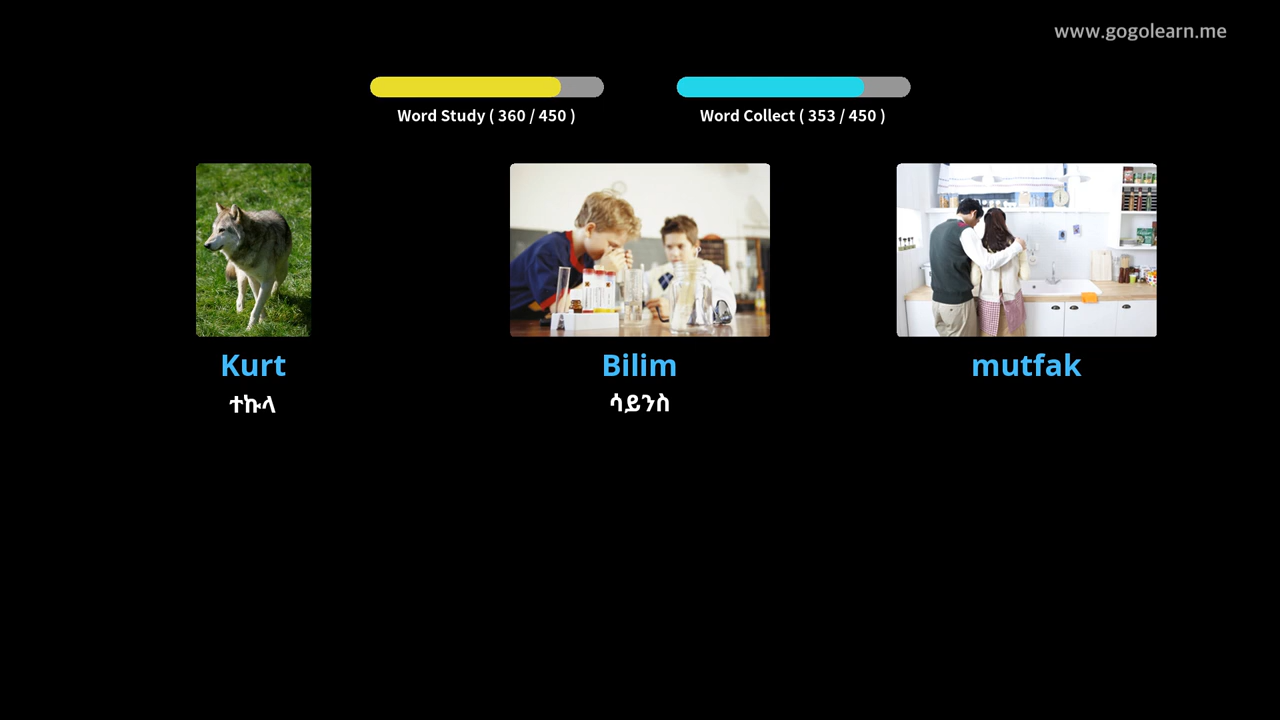 www.gogolearn.me
Word Study ( 360 / 450 )
Word Collect ( 353 / 450 )
Kurt
ተኩላ
Bilim
ሳይንስ
mutfak